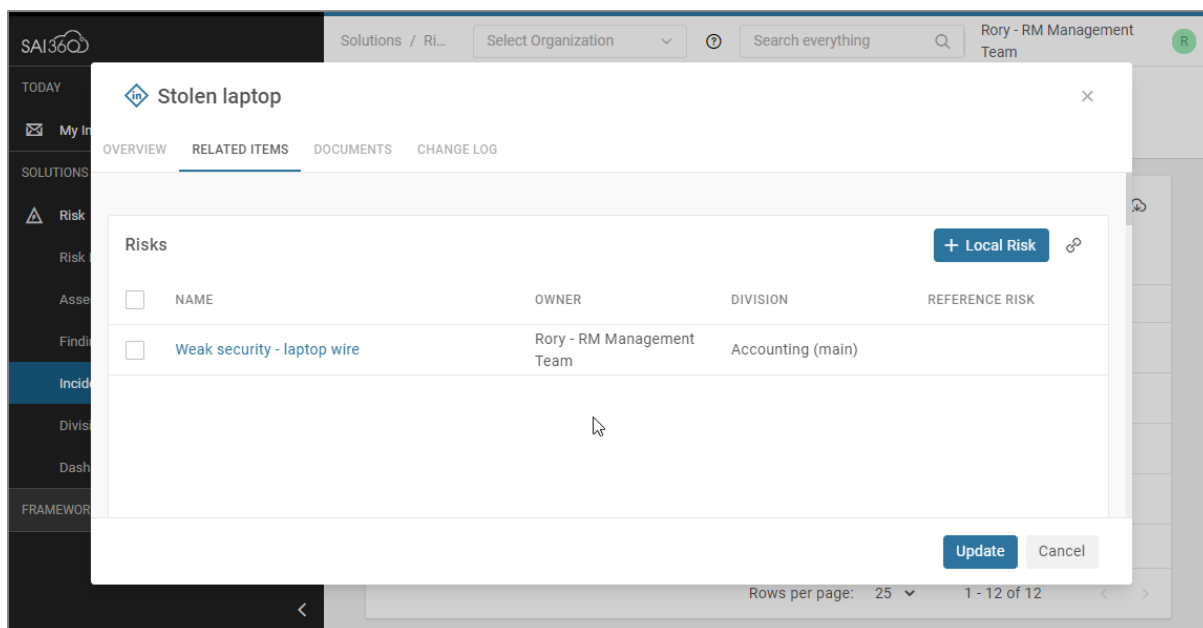 SAI360
Solutions / Ri...
Select Organization
Search everything
Rory - RM Management
Team
R
TODAY
My In
SOLUTIONS
Risk
Risk
Asse
Findi
Incid
Divisi
Dash
FRAMEWOR
in
Stolen laptop
OVERVIEW RELATED ITEMS DOCUMENTS CHANGE LOG
Risks
+ Local Risk
NAME OWNER DIVISION REFERENCE RISK
Weak security - laptop wire
Rory - RM Management
Team
Accounting (main)
Update Cancel
Rows per page: 25 1 - 12 of 12